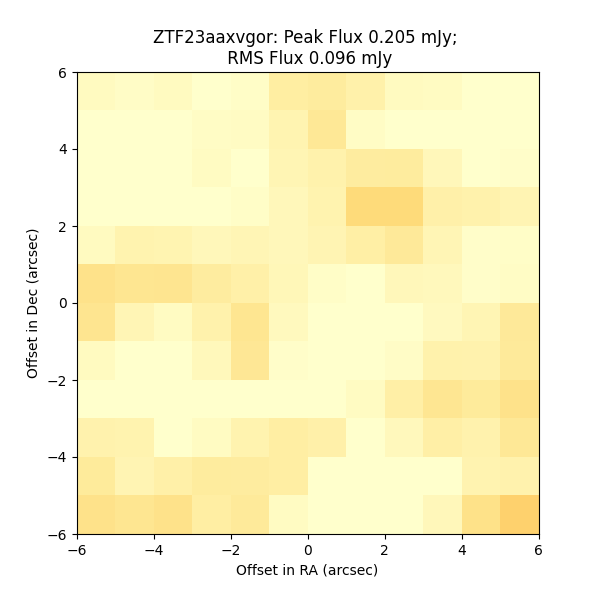 ZTF23aaxvgor: Peak Flux 0.205 mJy;
RMS Flux 0.096 mJy
6
4
2
0
−2
−4
−6
Offset in Dec (arcsec)
−6 −4 −2 0 2 4 6
Offset in RA (arcsec)